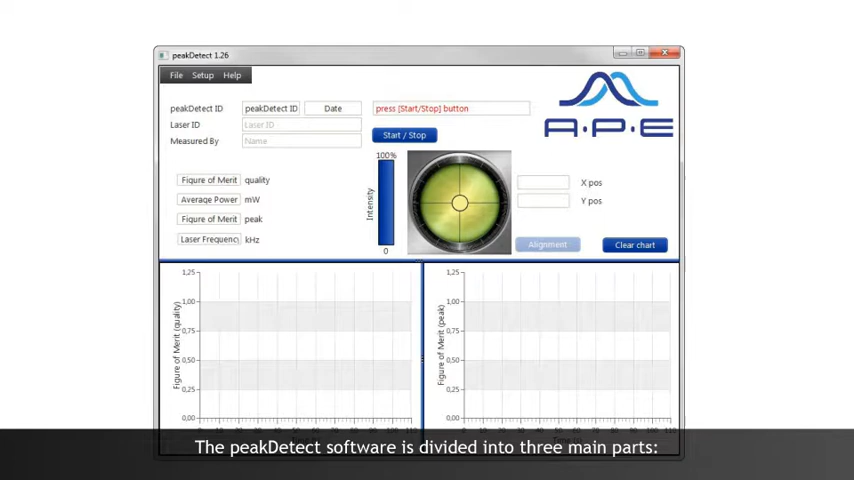 peakDetect 1.26
File Setup Help
peakDetect ID peakDetect ID Date press [Start/Stop] button
Laser ID Laser ID Start / Stop
Measured By Name
A·P·E
100%
Figure of Merit quality
Average Power mW
Figure of Merit peak
Laser Frequency kHz
Intensity
0
X pos
Y pos
Alignment Clear chart
1,25
1,00
0,75
0,50
0,25
0,00
Figure of Merit (quality)
1,25
1,00
0,75
0,50
0,25
0,00
Figure of Merit (peak)
The peakDetect software is divided into three main parts: